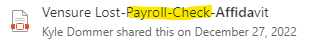 Vensure Lost-Payroll-Check-Affidavit
Kyle Dommer shared this on December 27, 2022